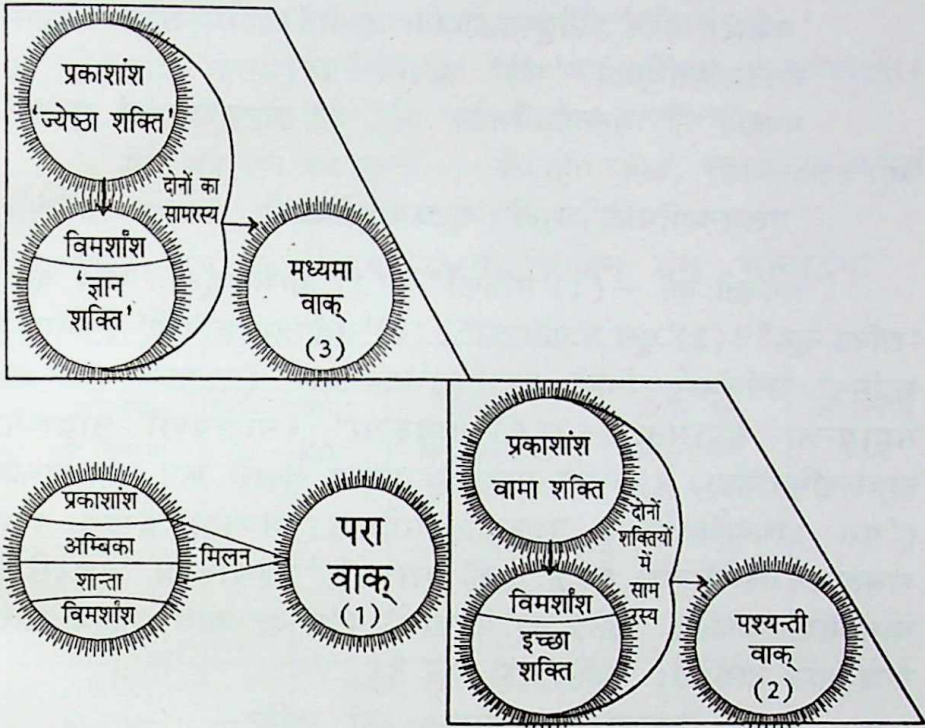 प्रकाशांश
‘ज्येष्ठा शक्ति’
दोनों का
सामरस्य
विमर्शांश
‘ज्ञान
शक्ति’
मध्यमा
वाक्
(3)
प्रकाशांश
अम्बिका
शान्ता
विमर्शांश
मिलन
परा
वाक्
(1)
प्रकाशांश
वामा शक्ति
दोनों
शक्तियों
में
साम
रस्य
विमर्शांश
इच्छा
शक्ति
पश्यन्ती
वाक्
(2)